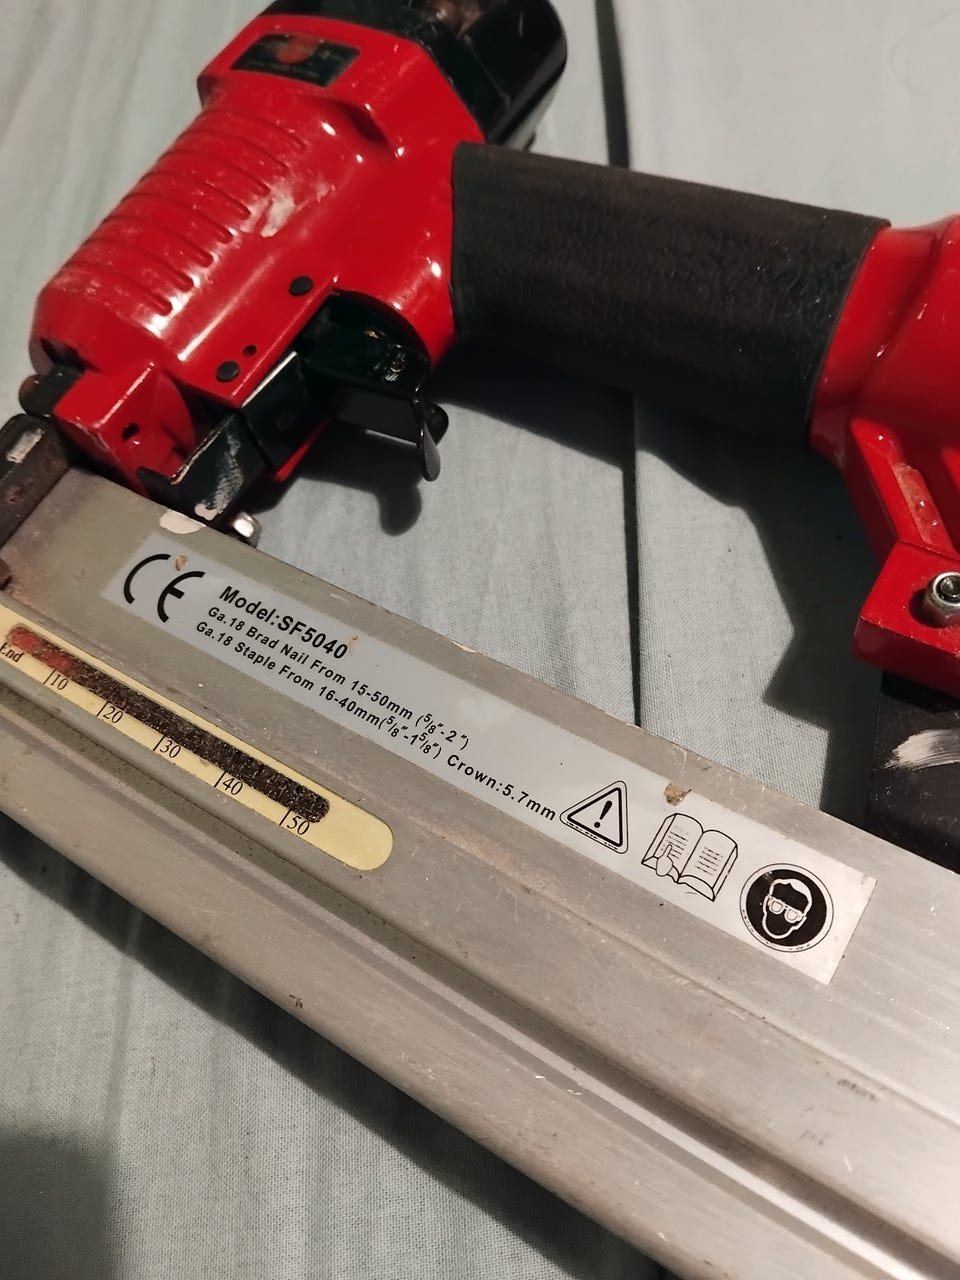 CE
Model:SF5040
Ga.18 Brad Nail From 15-50mm (5/8"-2")
Ga.18 Staple From 16-40mm(5/8"-1 5/8") Crown:5.7mm
End
10
20
30
40
50